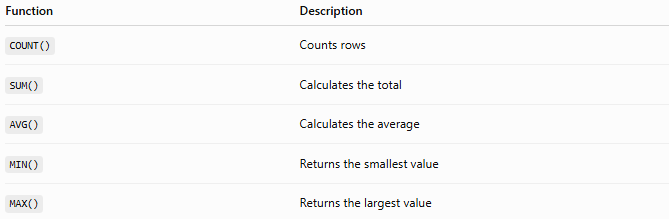 Function Description
COUNT() Counts rows
SUM() Calculates the total
AVG() Calculates the average
MIN() Returns the smallest value
MAX() Returns the largest value